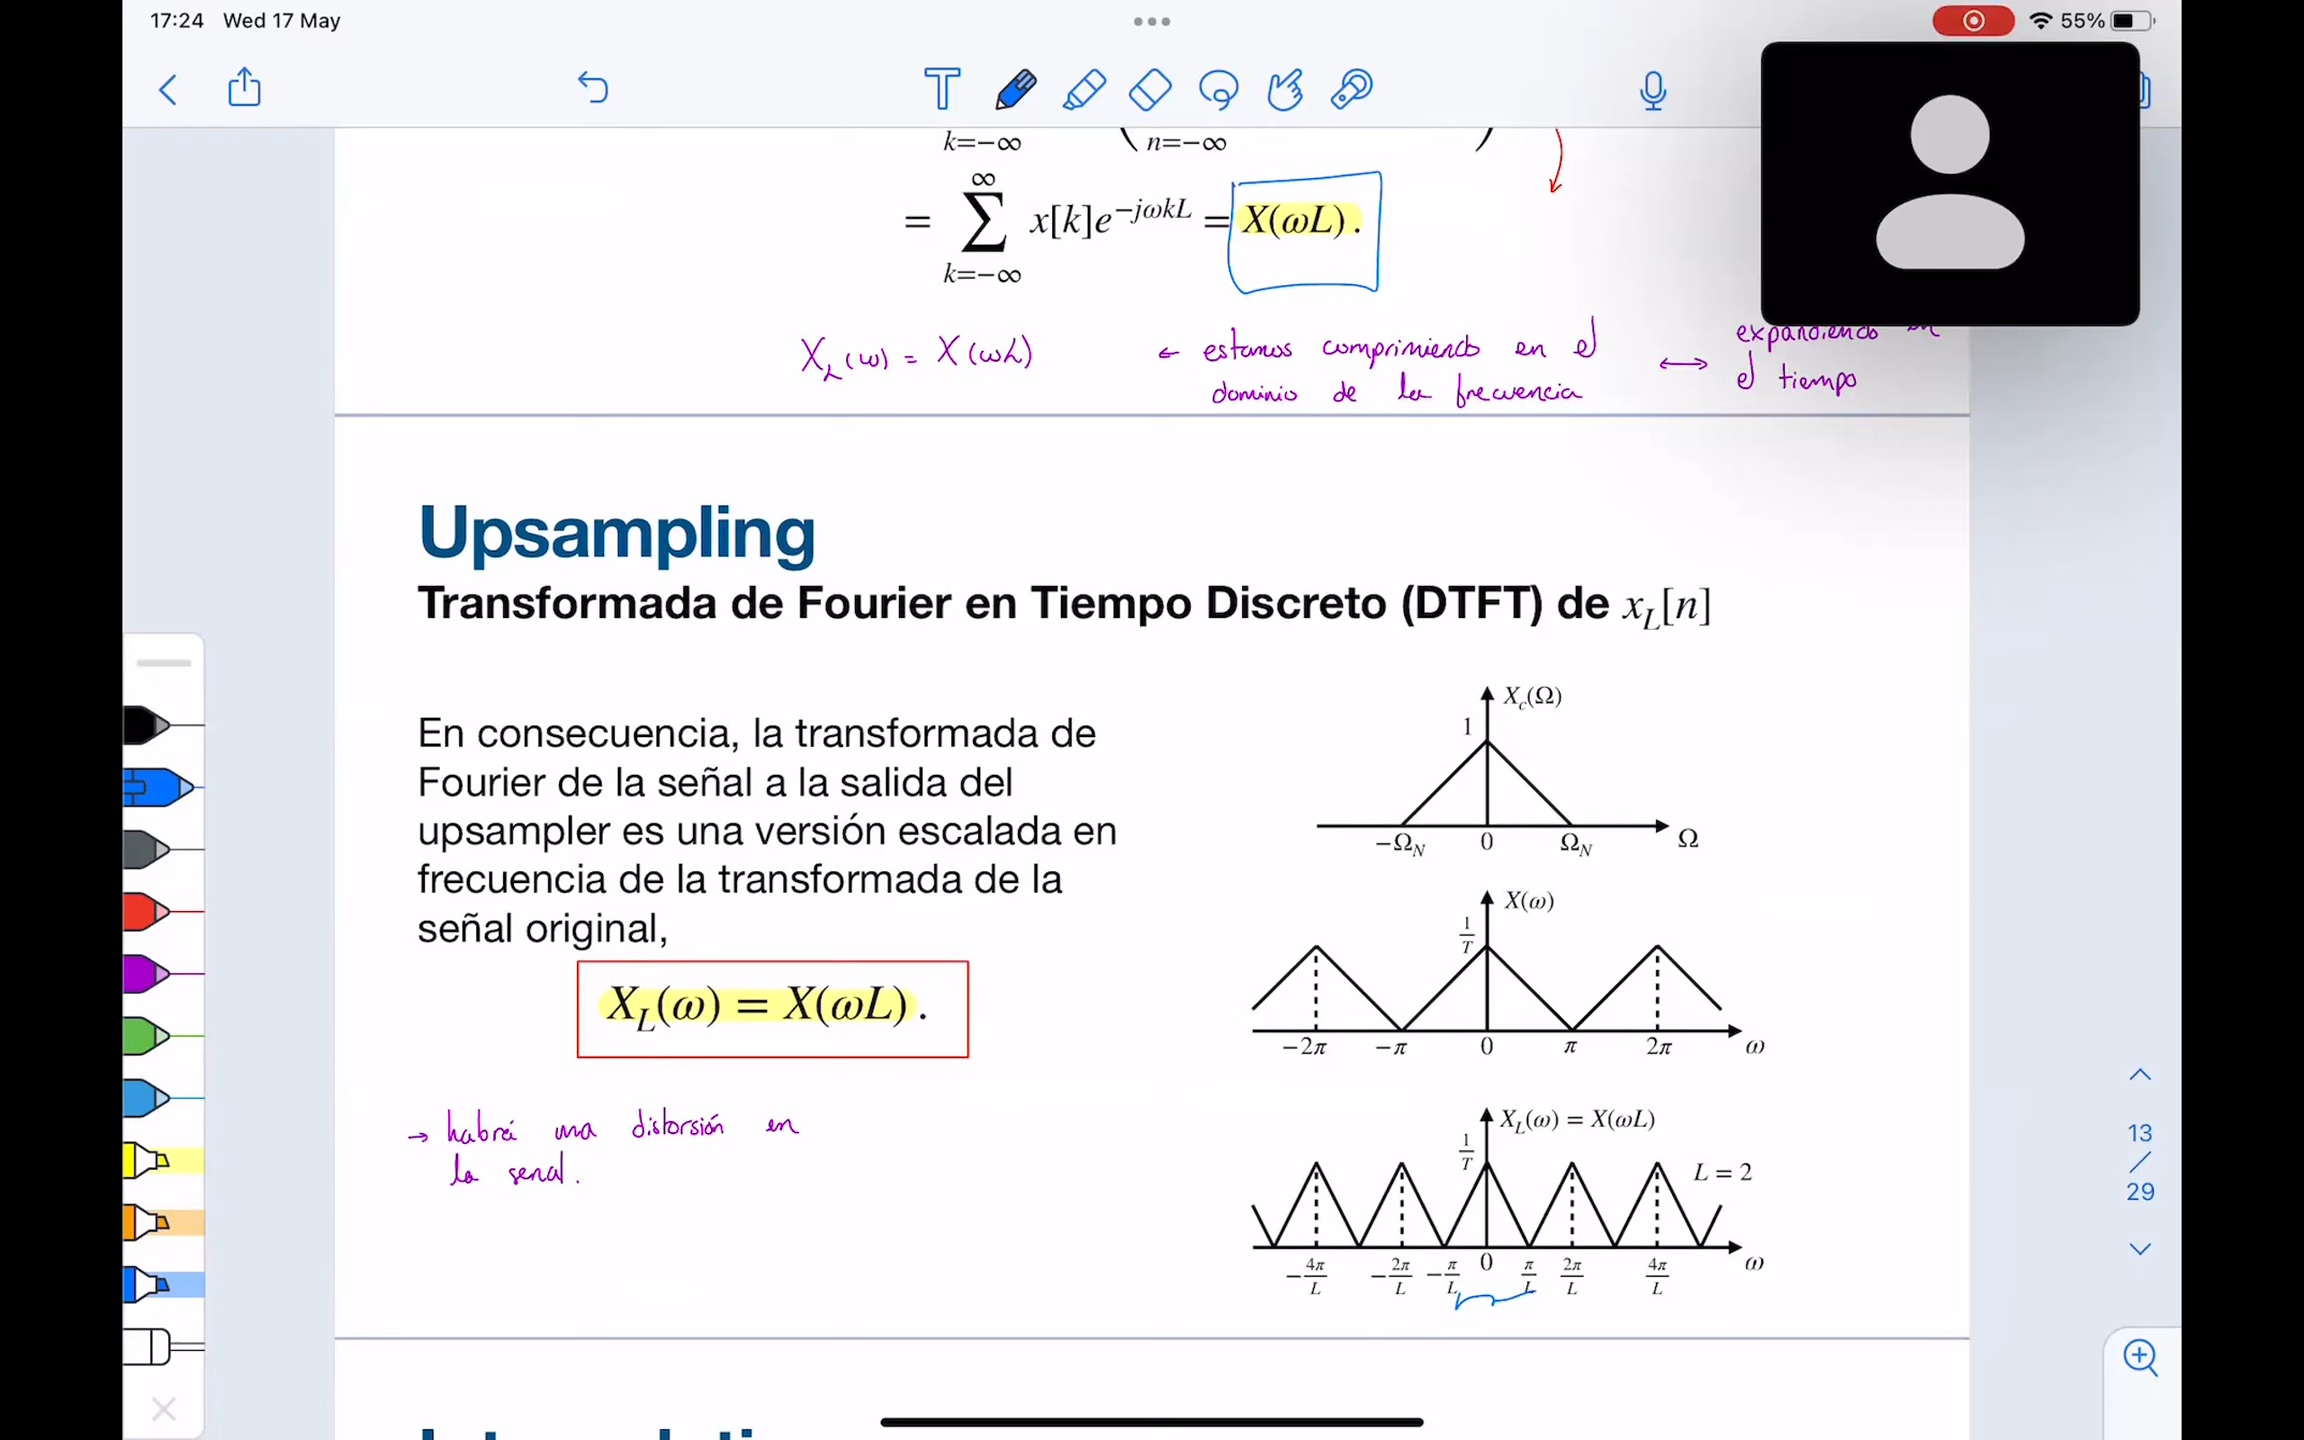 17:24 Wed 17 May
55%
k=−∞ ( n=−∞ )
= ∑_{k=−∞}^{∞} x[k]e^{−jωkL} = X(ωL).
X_L(ω) = X(ωL) ← estamos comprimiendo en el dominio de la frecuencia ↔ expandiendo en el tiempo
Upsampling
Transformada de Fourier en Tiempo Discreto (DTFT) de x_L[n]
En consecuencia, la transformada de
Fourier de la señal a la salida del
upsampler es una versión escalada en
frecuencia de la transformada de la
señal original,
X_L(ω) = X(ωL).
→ habrá una distorsión en
la senal.
X_c(Ω)
1
−Ω_N 0 Ω_N Ω
X(ω)
1/T
−2π −π 0 π 2π ω
X_L(ω) = X(ωL)
1/T
L = 2
−4π/L −2π/L −π/L 0 π/L 2π/L 4π/L ω
13
/
29